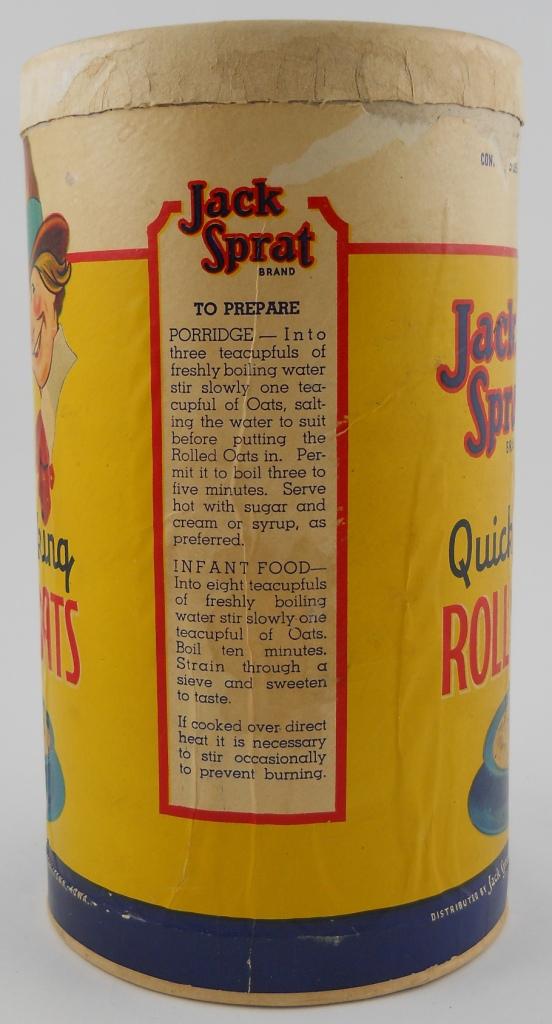 Jack
Sprat
BRAND
TO PREPARE
PORRIDGE — Into
three teacupfuls of
freshly boiling water
stir slowly one tea-
cupful of Oats, salt-
ing the water to suit
before putting the
Rolled Oats in. Per-
mit it to boil three to
five minutes. Serve
hot with sugar and
cream or syrup, as
preferred.
INFANT FOOD—
Into eight teacupfuls
of freshly boiling
water stir slowly one
teacupful of Oats.
Boil ten minutes.
Strain through a
sieve and sweeten
to taste.
If cooked over direct
heat it is necessary
to stir occasionally
to prevent burning.
CON.
Jack
Spr
Quick
ROLL
DISTRIBUTED BY Jack